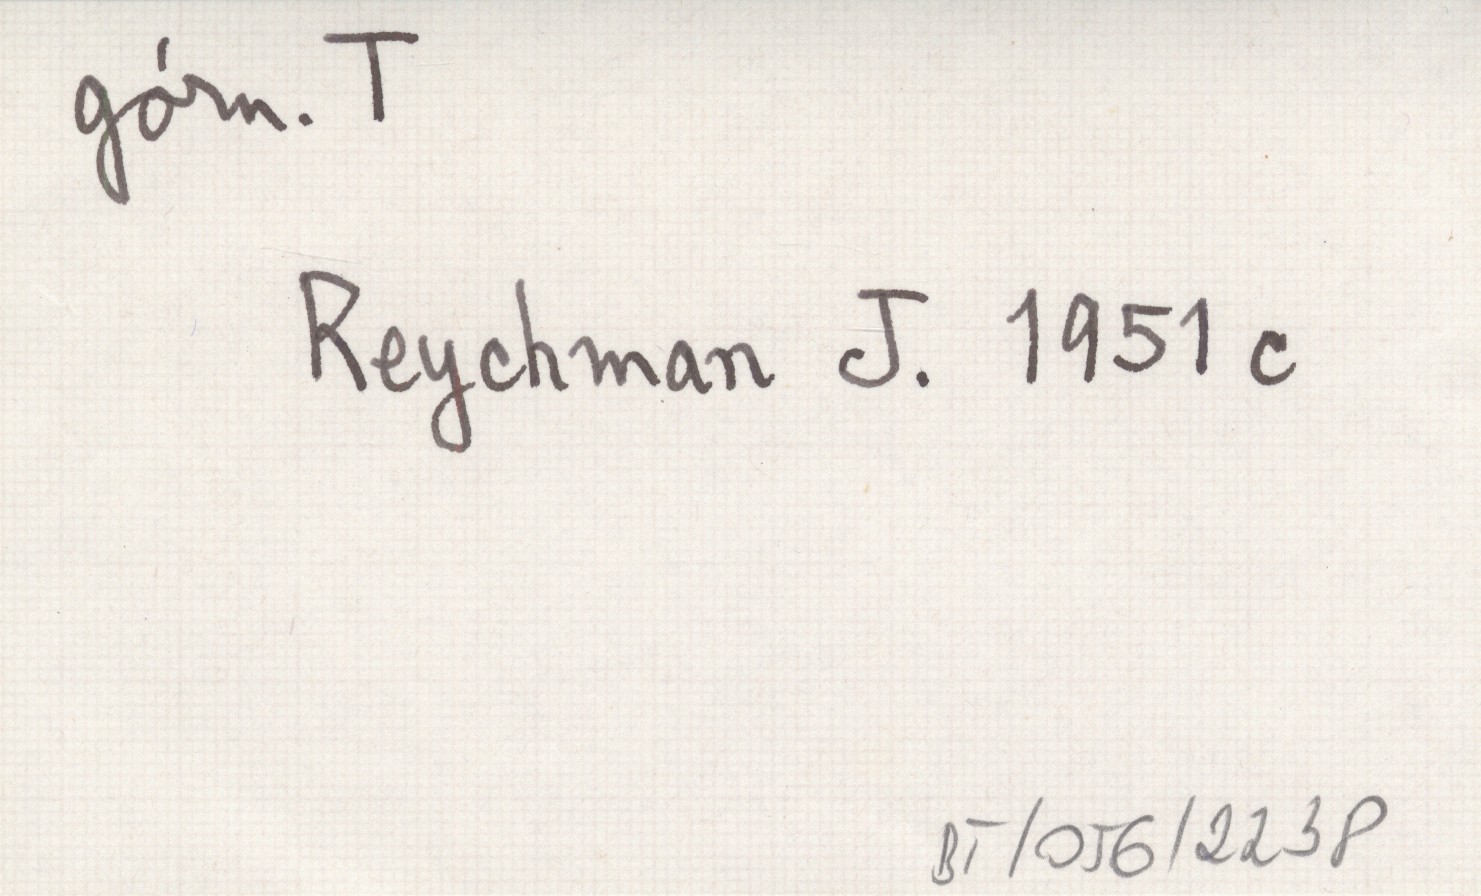 górn. T
Reychman J. 1951 c
BT/056/2238